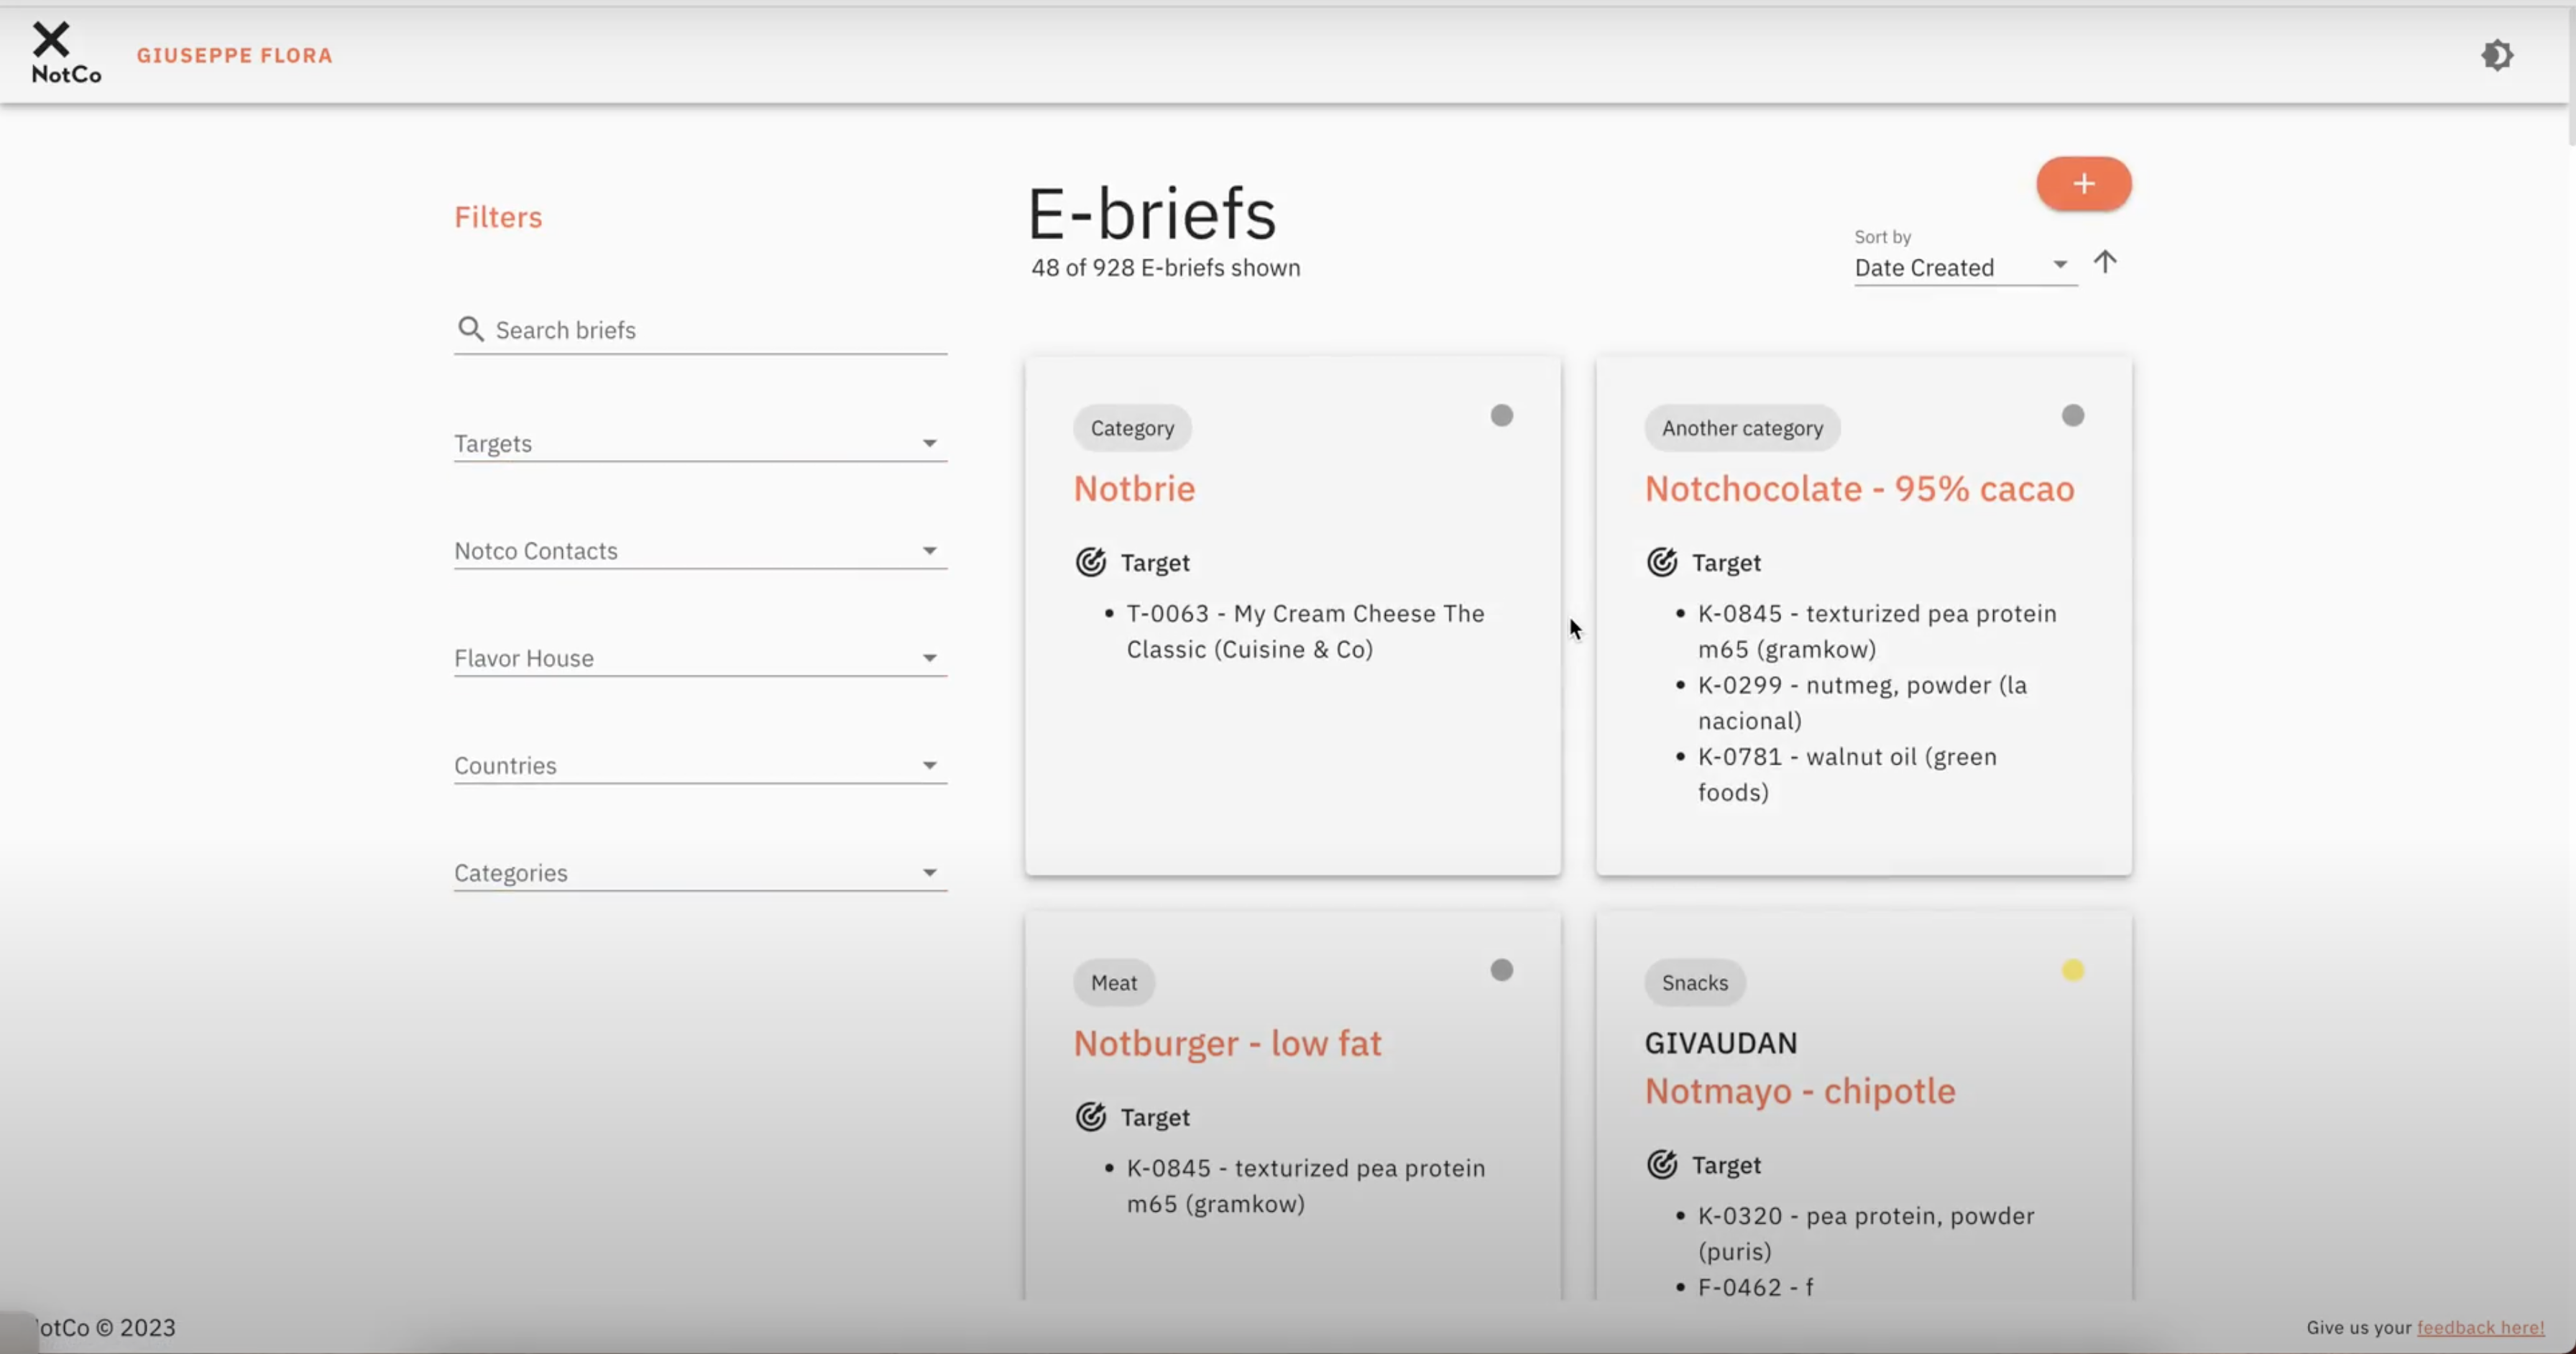 NotCo
GIUSEPPE FLORA
Filters
Search briefs
Targets
Notco Contacts
Flavor House
Countries
Categories
E-briefs
48 of 928 E-briefs shown
+
Sort by
Date Created
Category
Notbrie
Target
• T-0063 - My Cream Cheese The
Classic (Cuisine & Co)
Another category
Notchocolate - 95% cacao
Target
• K-0845 - texturized pea protein
m65 (gramkow)
• K-0299 - nutmeg, powder (la
nacional)
• K-0781 - walnut oil (green
foods)
Meat
Notburger - low fat
Target
• K-0845 - texturized pea protein
m65 (gramkow)
Snacks
GIVAUDAN
Notmayo - chipotle
Target
• K-0320 - pea protein, powder
(puris)
• F-0462 - f
otCo © 2023
Give us your feedback here!